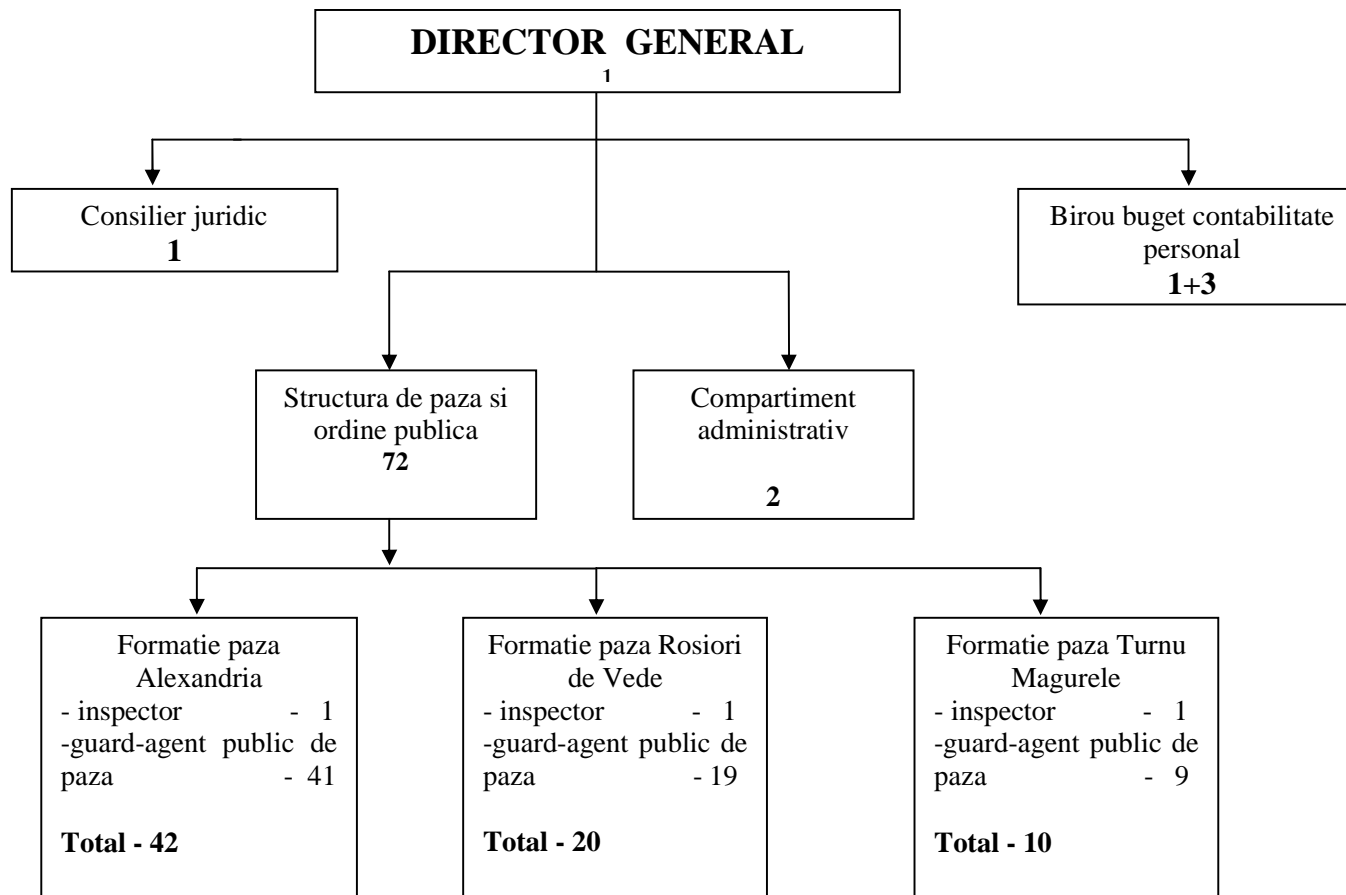 DIRECTOR GENERAL
1
Consilier juridic
1
Birou buget contabilitate
personal
1+3
Structura de paza si
ordine publica
72
Compartiment
administrativ
2
Formatie paza
Alexandria
- inspector - 1
-guard-agent public de
paza - 41
Total - 42
Formatie paza Rosiori
de Vede
- inspector - 1
-guard-agent public de
paza - 19
Total - 20
Formatie paza Turnu
Magurele
- inspector - 1
-guard-agent public de
paza - 9
Total - 10